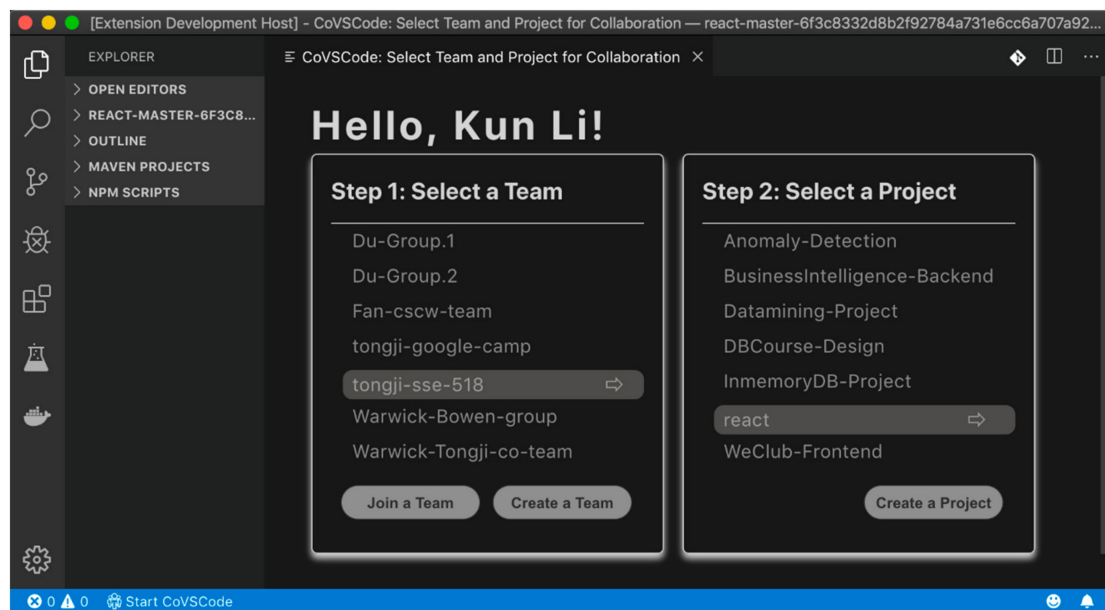 [Extension Development Host] - CoVSCode: Select Team and Project for Collaboration — react-master-6f3c8332d8b2f92784a731e6cc6a707a92...
EXPLORER
CoVSCode: Select Team and Project for Collaboration
OPEN EDITORS
REACT-MASTER-6F3C8...
OUTLINE
MAVEN PROJECTS
NPM SCRIPTS
Hello, Kun Li!
Step 1: Select a Team
Du-Group.1
Du-Group.2
Fan-cscw-team
tongji-google-camp
tongji-sse-518
Warwick-Bowen-group
Warwick-Tongji-co-team
Join a Team
Create a Team
Step 2: Select a Project
Anomaly-Detection
BusinessIntelligence-Backend
Datamining-Project
DBCourse-Design
InmemoryDB-Project
react
WeClub-Frontend
Create a Project
0 0 Start CoVSCode